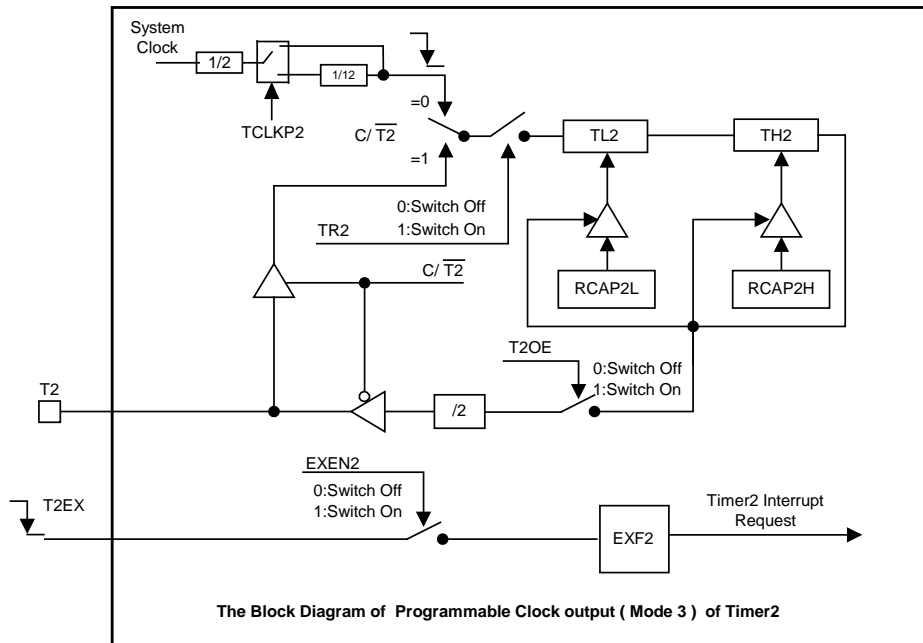 System
Clock
1/2
1/12
TCLKP2
=0
C/ T2
=1
TL2
TH2
0:Switch Off
1:Switch On
TR2
C/ T2
RCAP2L
RCAP2H
T2OE
0:Switch Off
1:Switch On
T2
/2
EXEN2
0:Switch Off
1:Switch On
T2EX
EXF2
Timer2 Interrupt
Request
The Block Diagram of Programmable Clock output ( Mode 3 ) of Timer2